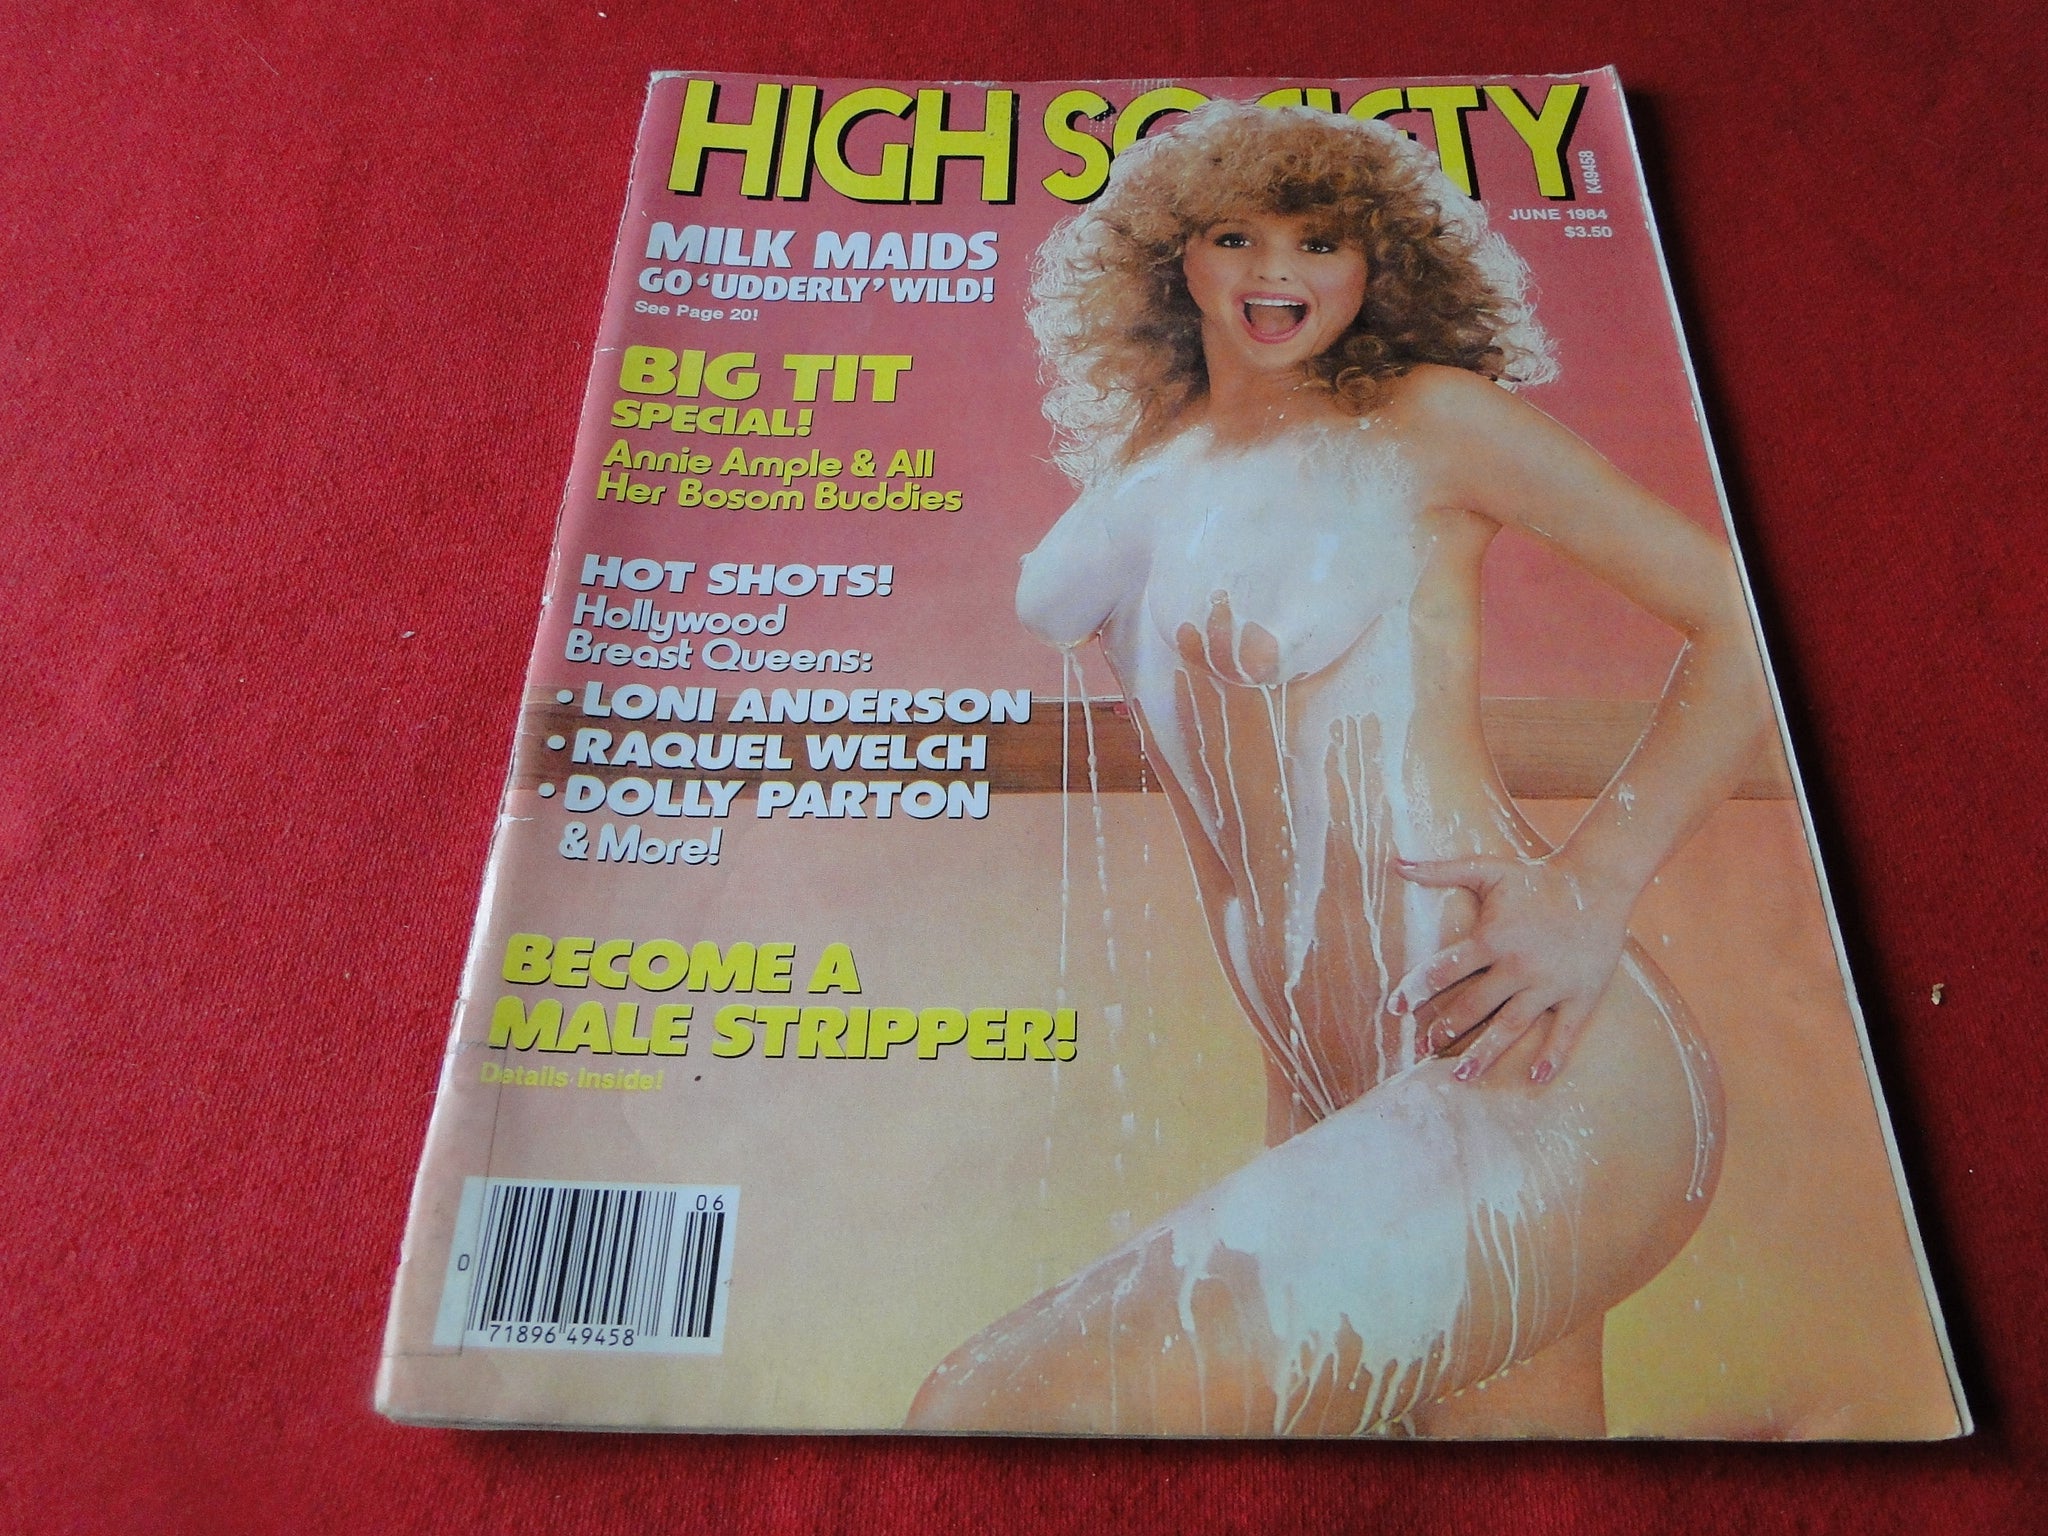 HIGH SOCIETY
K49458
JUNE 1984
$3.50
MILK MAIDS
GO 'UDDERLY' WILD!
See Page 20!
BIG TIT
SPECIAL!
Annie Ample & All
Her Bosom Buddies
HOT SHOTS!
Hollywood
Breast Queens:
• LONI ANDERSON
• RAQUEL WELCH
• DOLLY PARTON
& More!
BECOME A
MALE STRIPPER!
Details Inside!
06
0
71896 49458